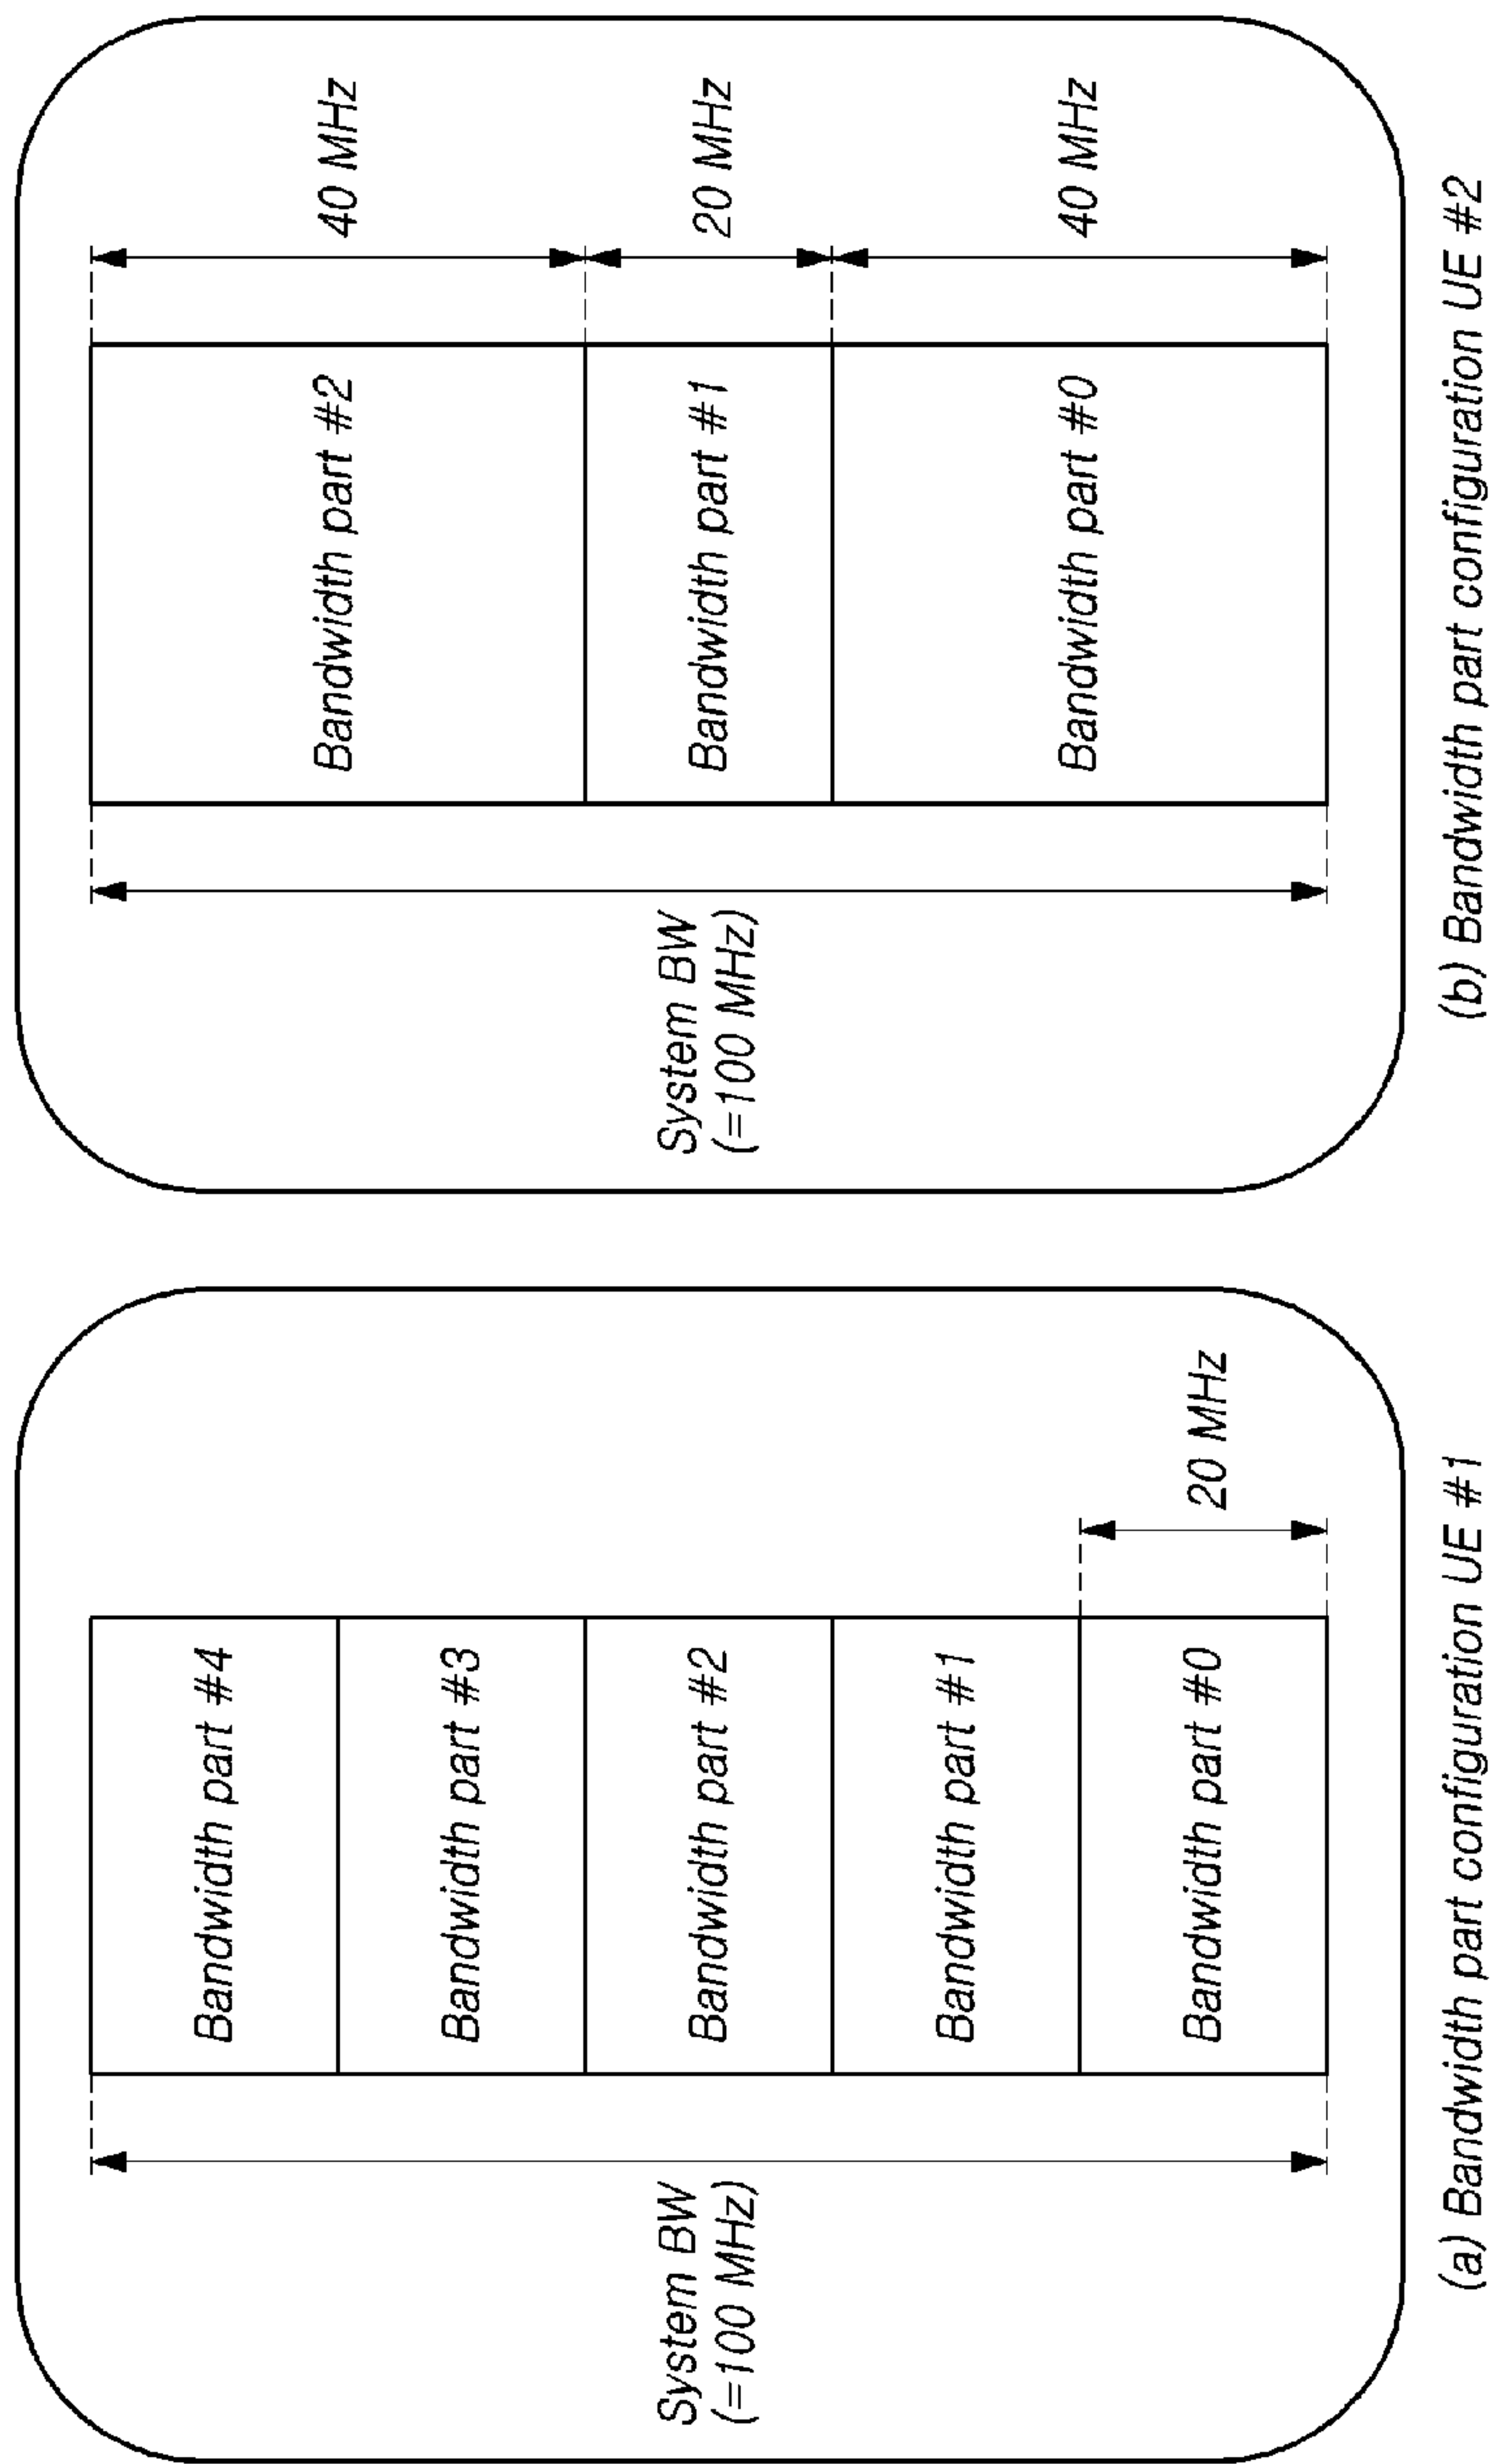 System BW
(=100 MHz)
Bandwidth part #4
Bandwidth part #3
Bandwidth part #2
Bandwidth part #1
Bandwidth part #0
20 MHz
(a) Bandwidth part configuration UE #1
System BW
(=100 MHz)
Bandwidth part #2
Bandwidth part #1
Bandwidth part #0
40 MHz
20 MHz
40 MHz
(b) Bandwidth part configuration UE #2